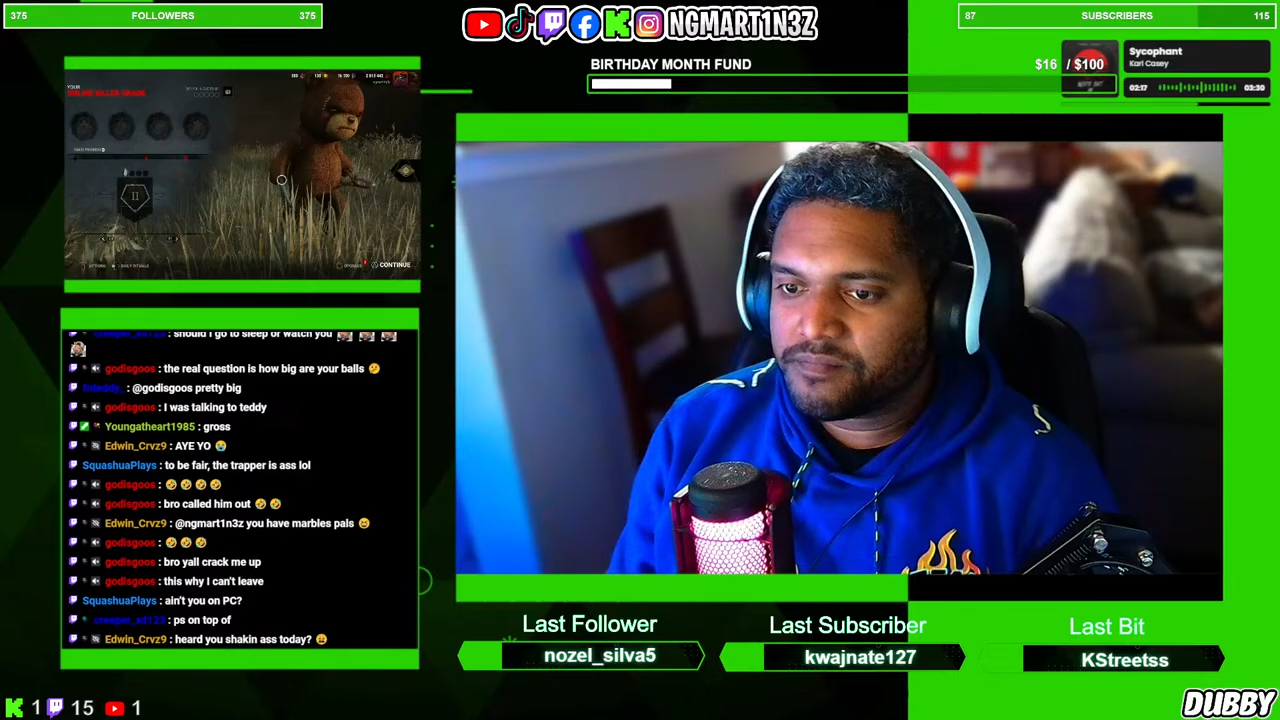 375 FOLLOWERS 375
NGMART1N3Z
87 SUBSCRIBERS 115
BIRTHDAY MONTH FUND
$16 / $100
Sycophant
Karl Casey
02:17 03:30
YOUR
II
CONTINUE
: should I go to sleep or watch you
godisgoos : the real question is how big are your balls 🤔
: @godisgoos pretty big
godisgoos : I was talking to teddy
Youngatheart1985 : gross
Edwin_Crvz9 : AYE YO 😭
SquashuaPlays : to be fair, the trapper is ass lol
godisgoos : 🤣 🤣 🤣 🤣
godisgoos : bro called him out 🤣 🤣
Edwin_Crvz9 : @ngmart1n3z you have marbles pals 😩
godisgoos : 🤣 🤣 🤣
godisgoos : bro yall crack me up
godisgoos : this why I can't leave
SquashuaPlays : ain't you on PC?
: ps on top of
Edwin_Crvz9 : heard you shakin ass today? 😩
Last Follower
nozel_silva5
Last Subscriber
kwajnate127
Last Bit
KStreetss
1 15 1
DUBBY